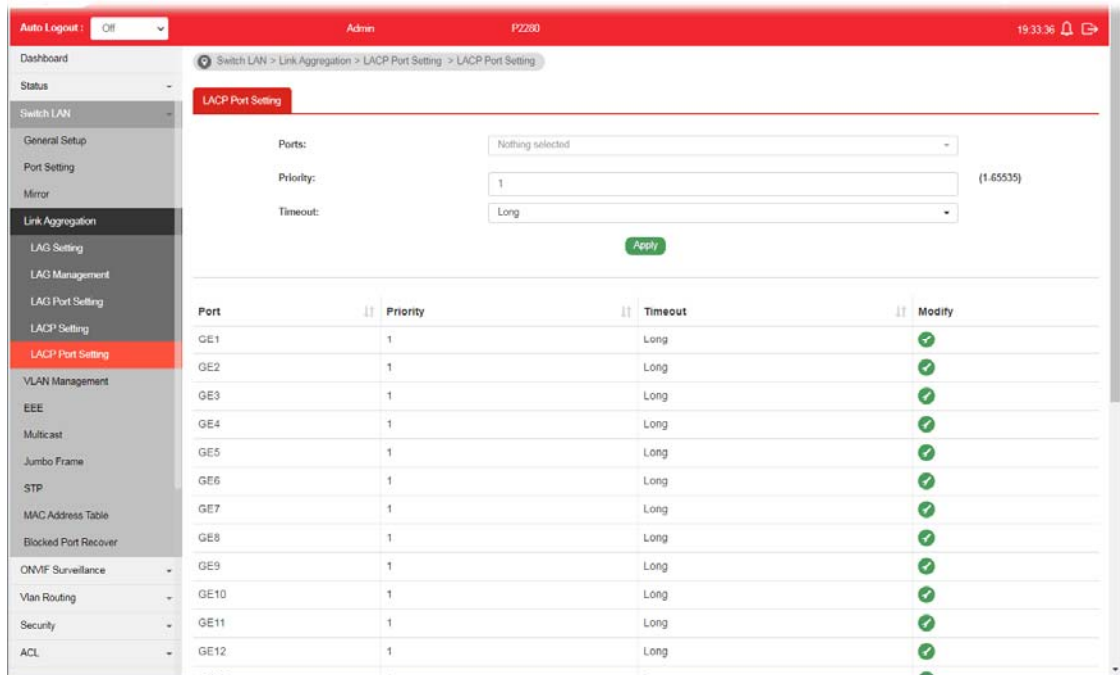 Auto Logout : Off Admin P2280 19:33:36
Dashboard
Status
Switch LAN
General Setup
Port Setting
Mirror
Link Aggregation
LAG Setting
LAG Management
LAG Port Setting
LACP Setting
LACP Port Setting
VLAN Management
EEE
Multicast
Jumbo Frame
STP
MAC Address Table
Blocked Port Recover
ONVIF Surveillance
Vlan Routing
Security
ACL
Switch LAN > Link Aggregation > LACP Port Setting > LACP Port Setting
LACP Port Setting
Ports: Nothing selected
Priority: 1 (1-65535)
Timeout: Long
Apply
Port Priority Timeout Modify
GE1 1 Long
GE2 1 Long
GE3 1 Long
GE4 1 Long
GE5 1 Long
GE6 1 Long
GE7 1 Long
GE8 1 Long
GE9 1 Long
GE10 1 Long
GE11 1 Long
GE12 1 Long